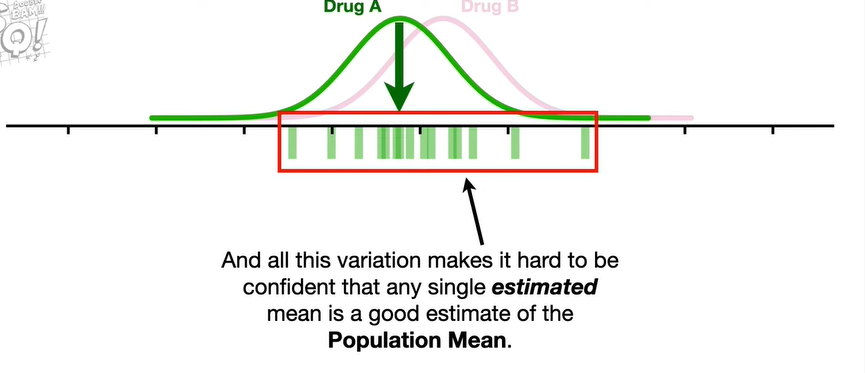 Drug A Drug B
And all this variation makes it hard to be
confident that any single estimated
mean is a good estimate of the
Population Mean.